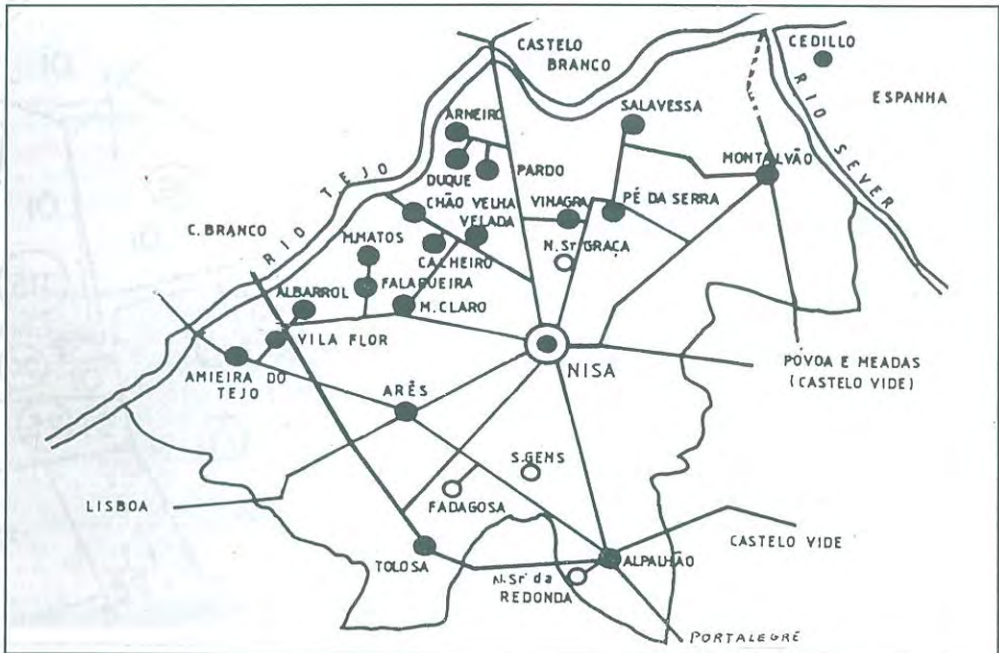 CASTELO
BRANCO
CEDILLO
ESPANHA
RIO SEVER
SALAVESSA
ARNEIRO
MONTALVÃO
DUQUE
PARDO
RIO TEJO
CHÃO VELHA
VELADA
VINAGRA
PÉ DA SERRA
C. BRANCO
M.MATOS
N.Srª GRAÇA
CALHEIRO
FALAGUEIRA
ALBARROL
M. CLARO
VILA FLOR
NISA
PÓVOA E MEADAS
(CASTELO VIDE)
AMIEIRA DO
TEJO
ARÊS
S.GENS
LISBOA
FADAGOSA
CASTELO VIDE
TOLOSA
ALPALHÃO
N.Srª da
REDONDA
PORTALEGRE